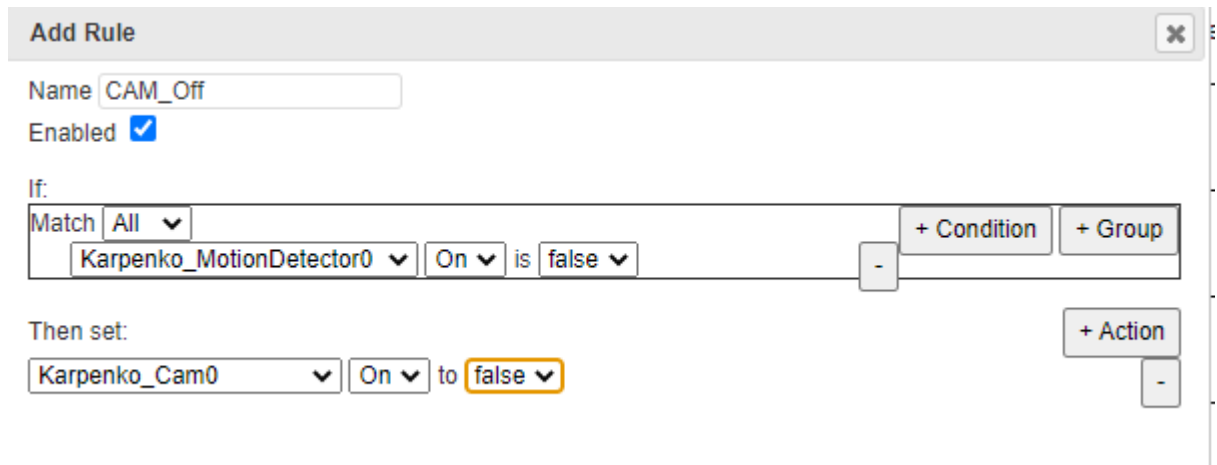 Add Rule
Name CAM_Off
Enabled
If:
Match All + Condition + Group
Karpenko_MotionDetector0 On is false -
Then set: + Action
Karpenko_Cam0 On to false -